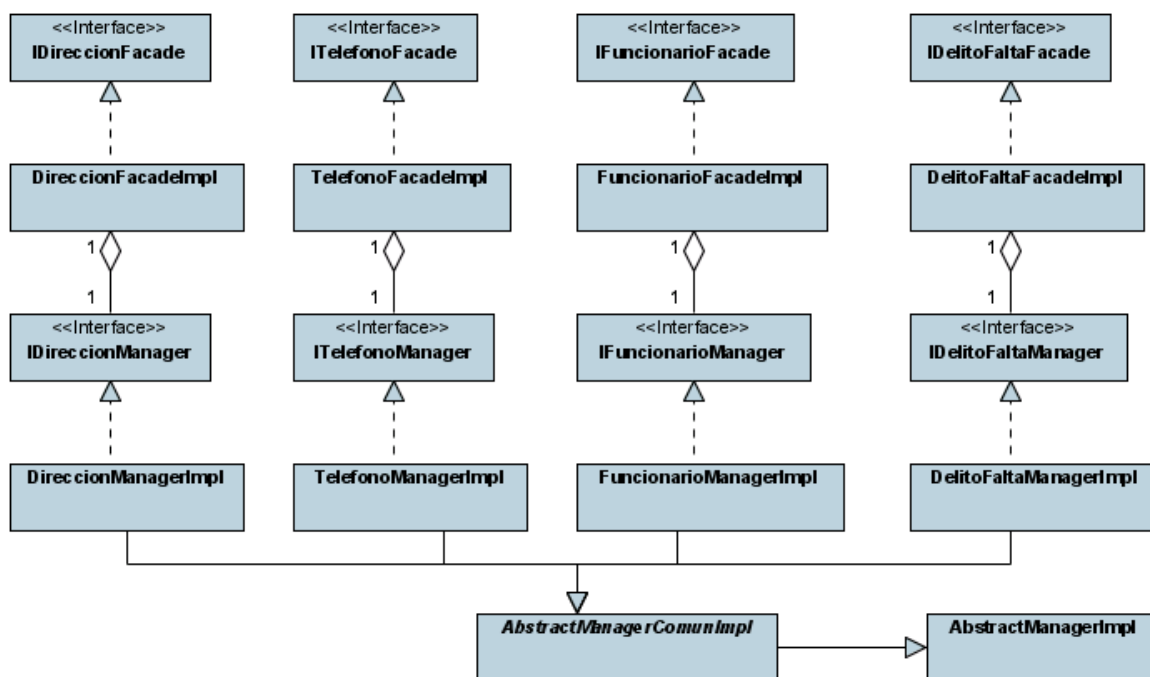 <<Interface>>
IDireccionFacade
<<Interface>>
ITelefonoFacade
<<Interface>>
IFuncionarioFacade
<<Interface>>
IDelitoFaltaFacade
DireccionFacadeImpl
TelefonoFacadeImpl
FuncionarioFacadeImpl
DelitoFaltaFacadeImpl
1
1
1
1
1
1
1
1
<<Interface>>
IDireccionManager
<<Interface>>
ITelefonoManager
<<Interface>>
IFuncionarioManager
<<Interface>>
IDelitoFaltaManager
DireccionManagerImpl
TelefonoManagerImpl
FuncionarioManagerImpl
DelitoFaltaManagerImpl
AbstractManagerComunImpl
AbstractManagerImpl